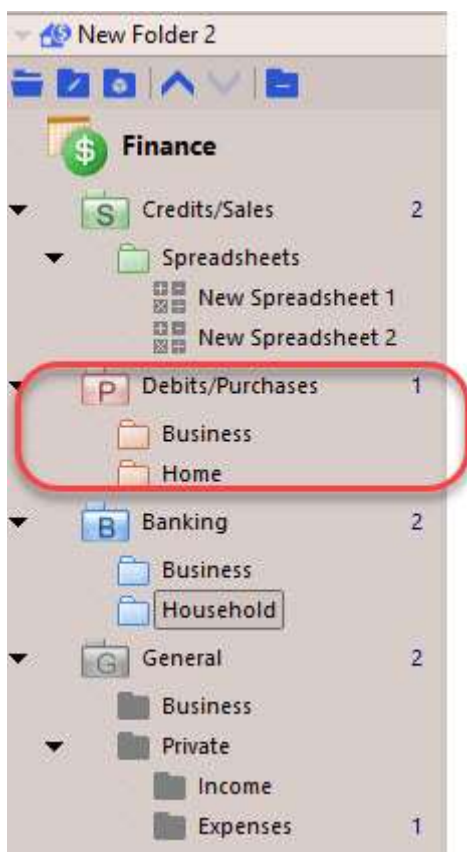 New Folder 2
$ Finance
S Credits/Sales 2
Spreadsheets
New Spreadsheet 1
New Spreadsheet 2
P Debits/Purchases 1
Business
Home
B Banking 2
Business
Household
G General 2
Business
Private
Income
Expenses 1